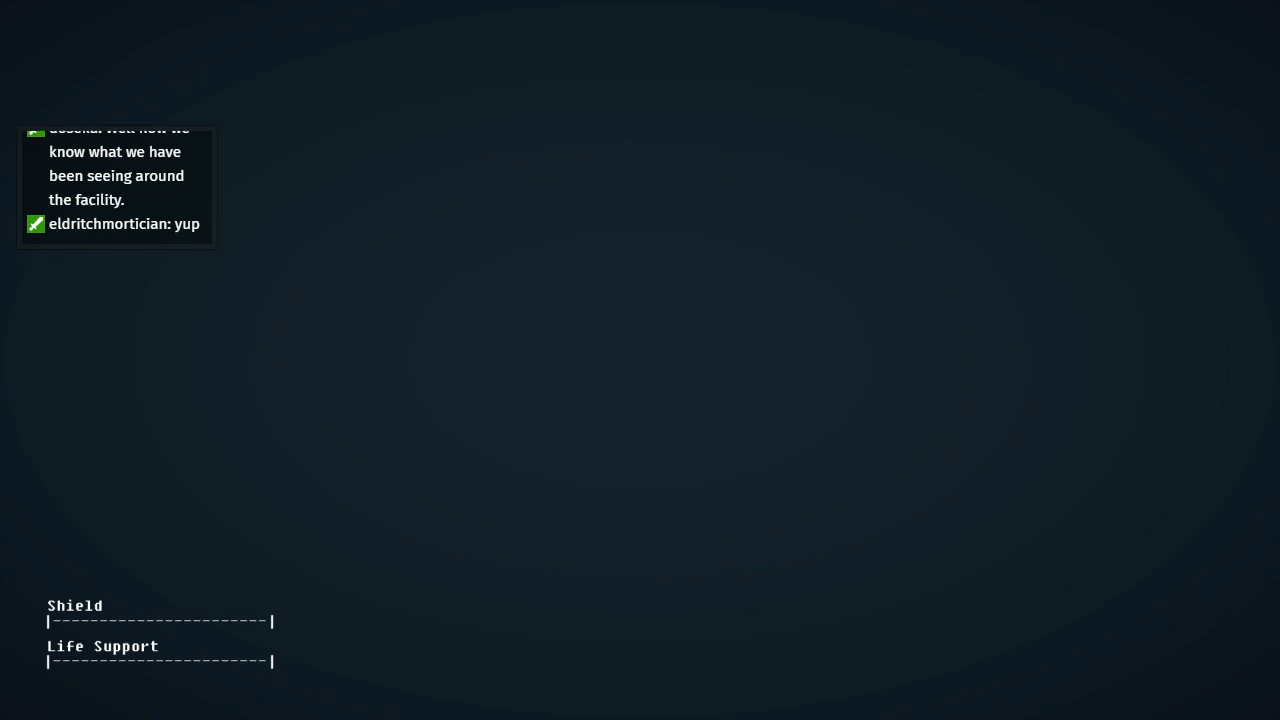 know what we have
been seeing around
the facility.
eldritchmortician: yup
Shield
|-----------------------|
Life Support
|-----------------------|